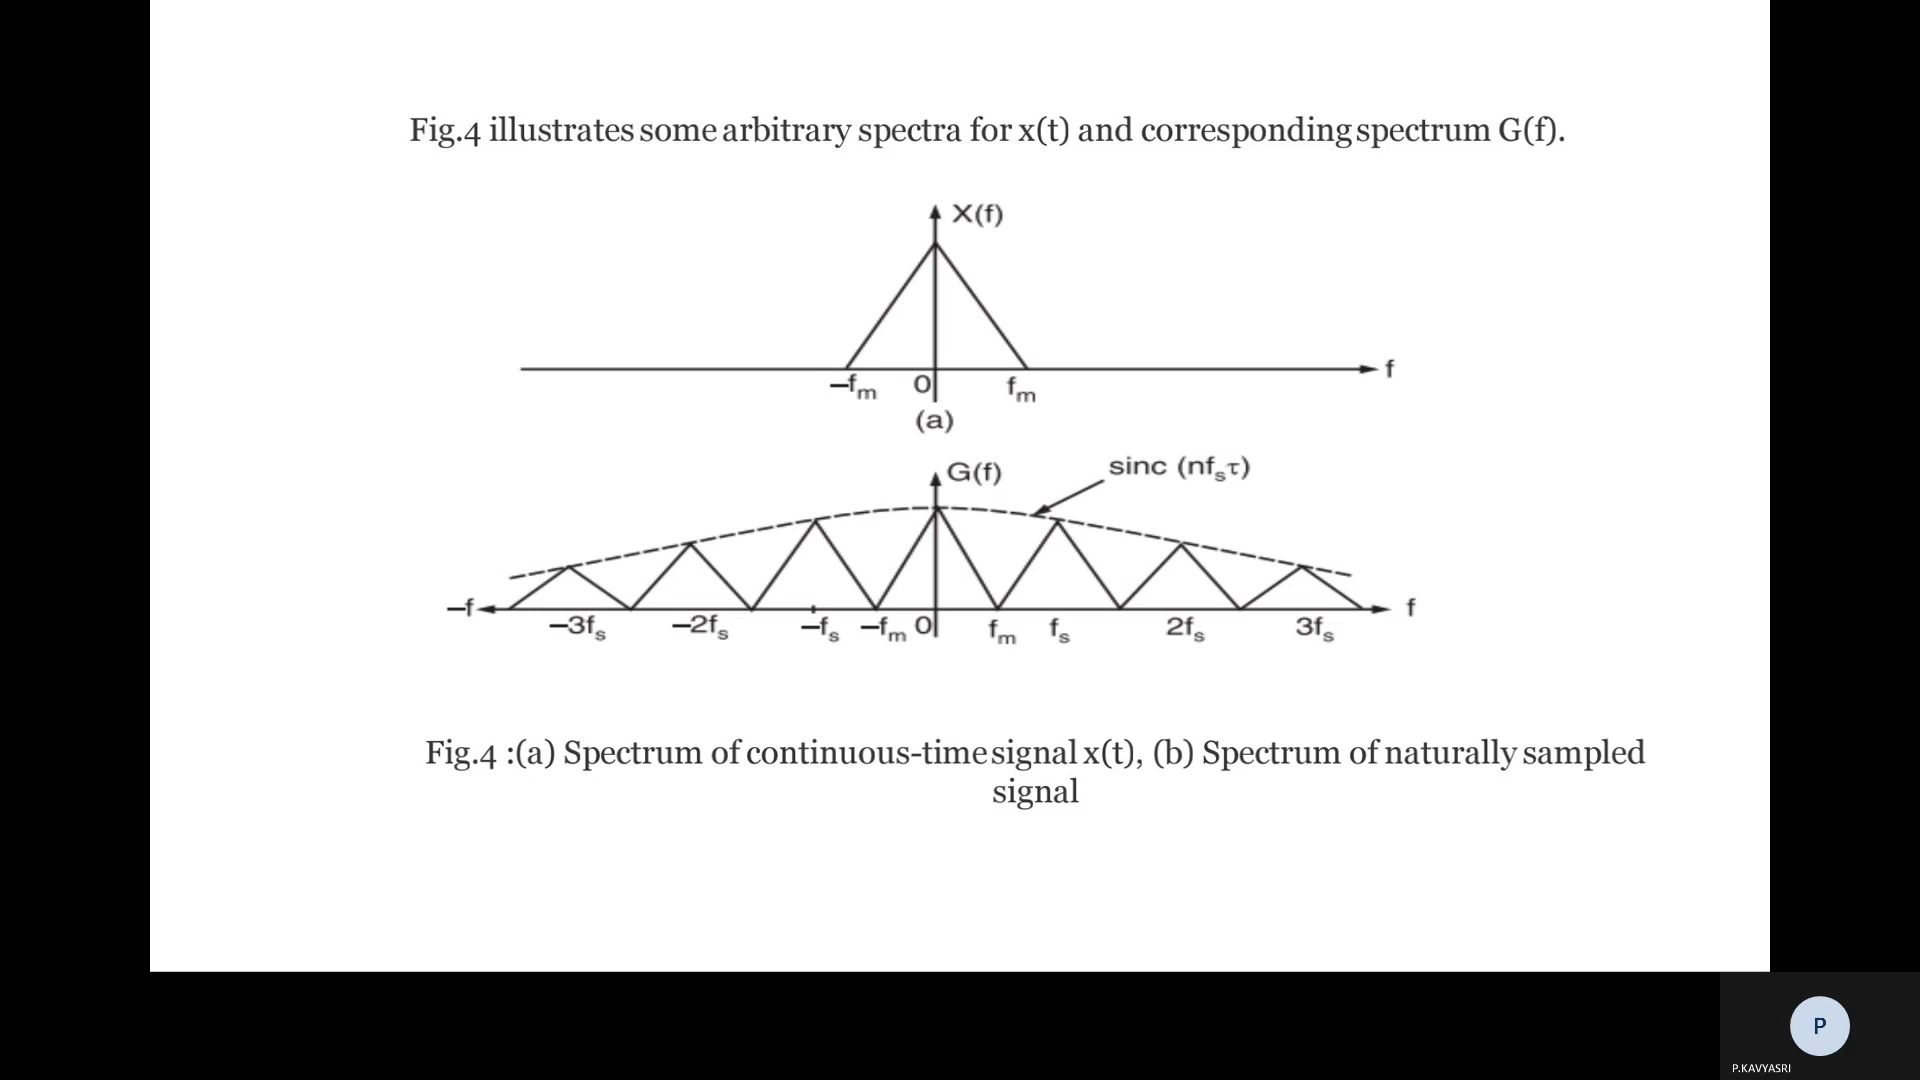 Fig.4 illustrates some arbitrary spectra for x(t) and corresponding spectrum G(f).
X(f)
f
–fm 0 fm
(a)
sinc (nfsτ)
G(f)
–f f
–3fs –2fs –fs –fm 0 fm fs 2fs 3fs
Fig.4 :(a) Spectrum of continuous-time signal x(t), (b) Spectrum of naturally sampled
signal
P
P.KAVYASRI